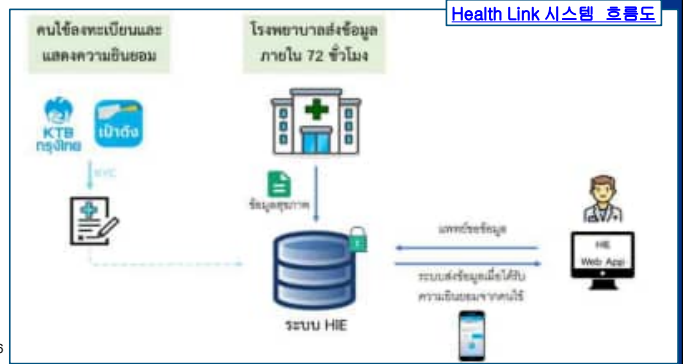 Health Link 시스템 흐름도
คนไข้ลงทะเบียนและ
แสดงความยินยอม
โรงพยาบาลส่งข้อมูล
ภายใน 72 ชั่วโมง
KTB
กรุงไทย
เป๋าตัง
KYC
ข้อมูลสุขภาพ
แพทย์ขอข้อมูล
HIE
Web App
ระบบส่งข้อมูลเมื่อได้รับ
ความยินยอมจากคนไข้
ระบบ HIE
6